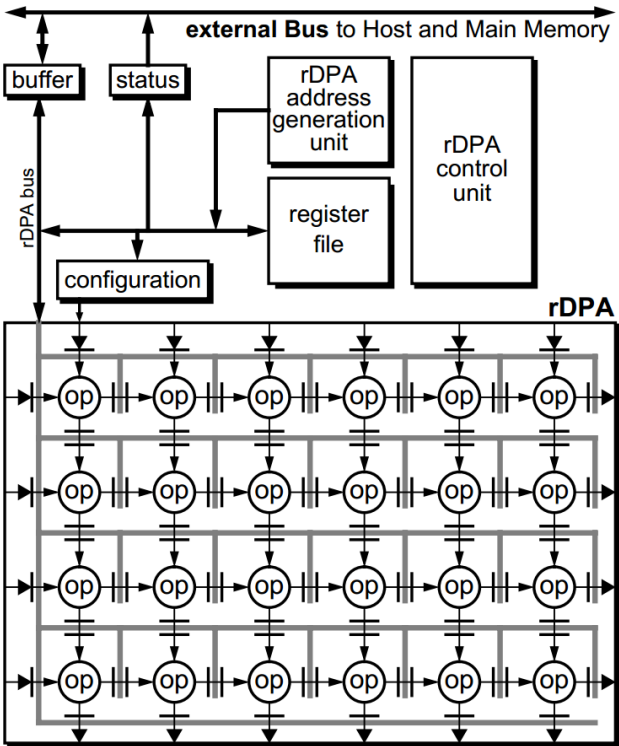 external Bus to Host and Main Memory
buffer
status
rDPA
address
generation
unit
rDPA
control
unit
rDPA bus
register
file
configuration
rDPA
op op op op op op
op op op op op op
op op op op op op
op op op op op op